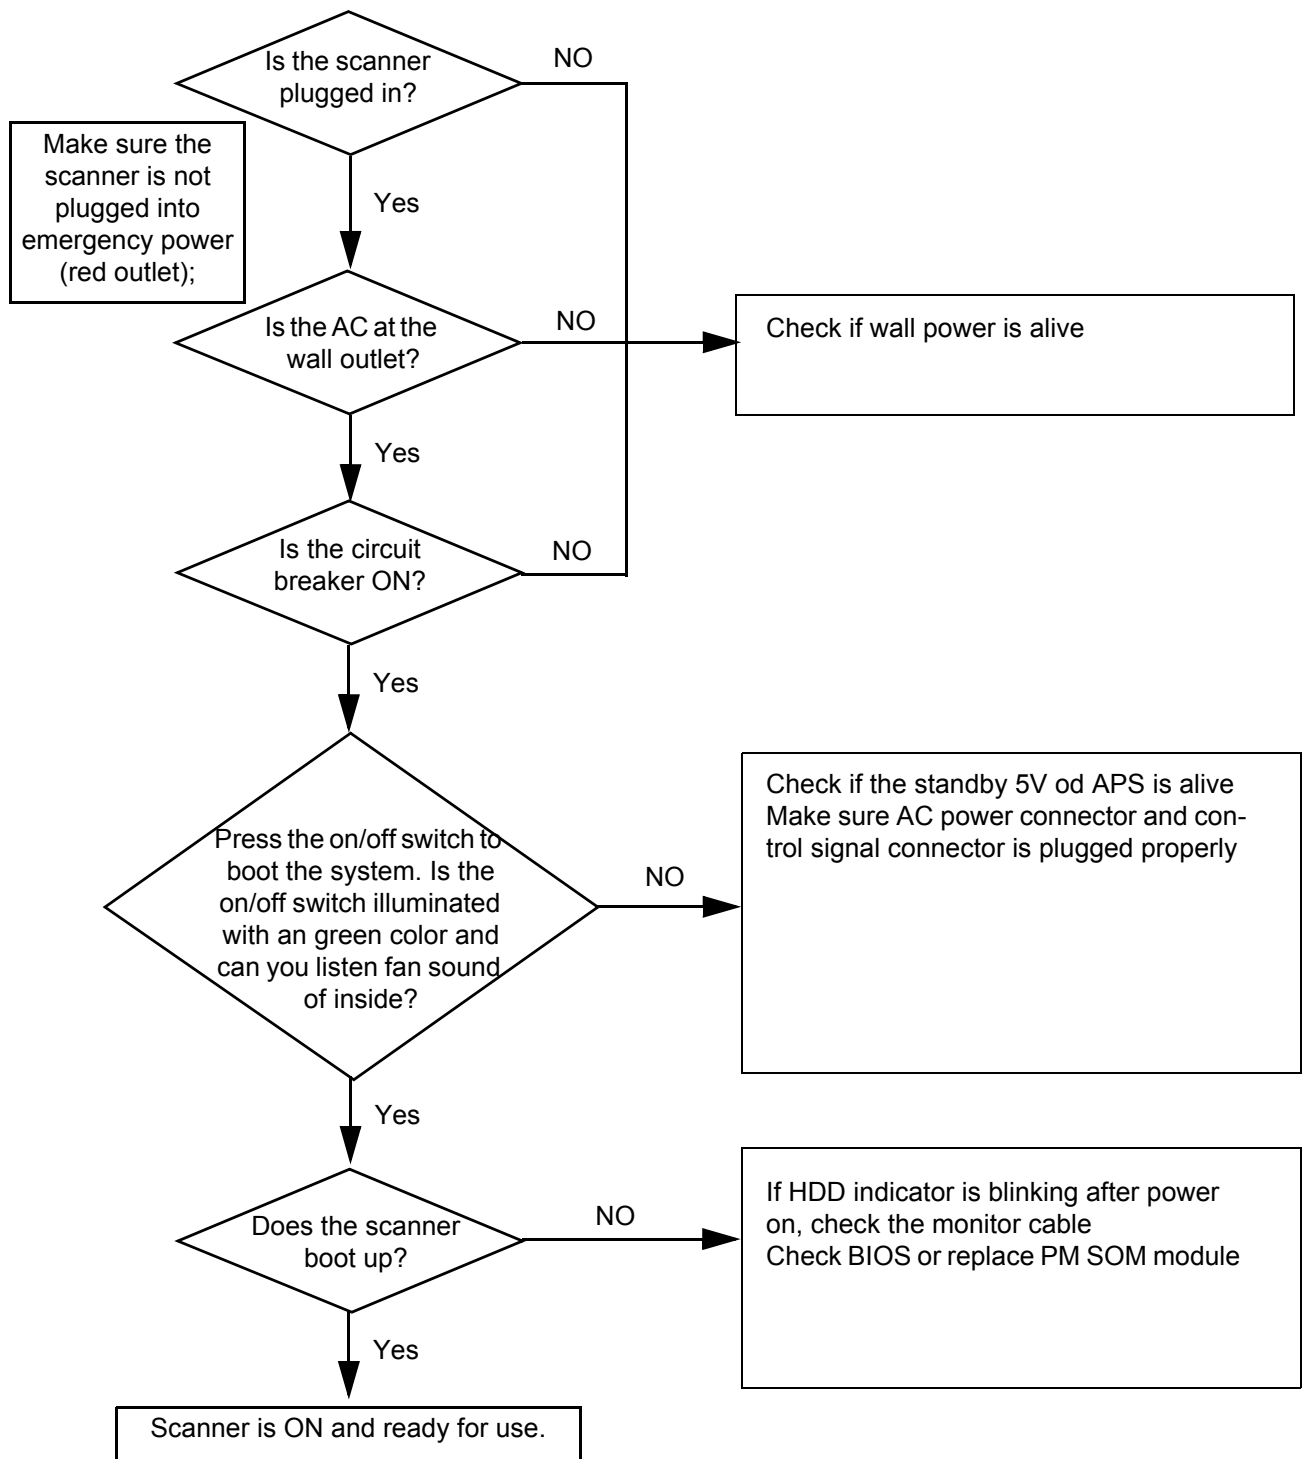 Is the scanner
plugged in?
NO
Make sure the
scanner is not
plugged into
emergency power
(red outlet);
Yes
Is the AC at the
wall outlet?
NO
Check if wall power is alive
Yes
Is the circuit
breaker ON?
NO
Yes
Press the on/off switch to
boot the system. Is the
on/off switch illuminated
with an green color and
can you listen fan sound
of inside?
NO
Check if the standby 5V od APS is alive
Make sure AC power connector and con-
trol signal connector is plugged properly
Yes
Does the scanner
boot up?
NO
If HDD indicator is blinking after power
on, check the monitor cable
Check BIOS or replace PM SOM module
Yes
Scanner is ON and ready for use.